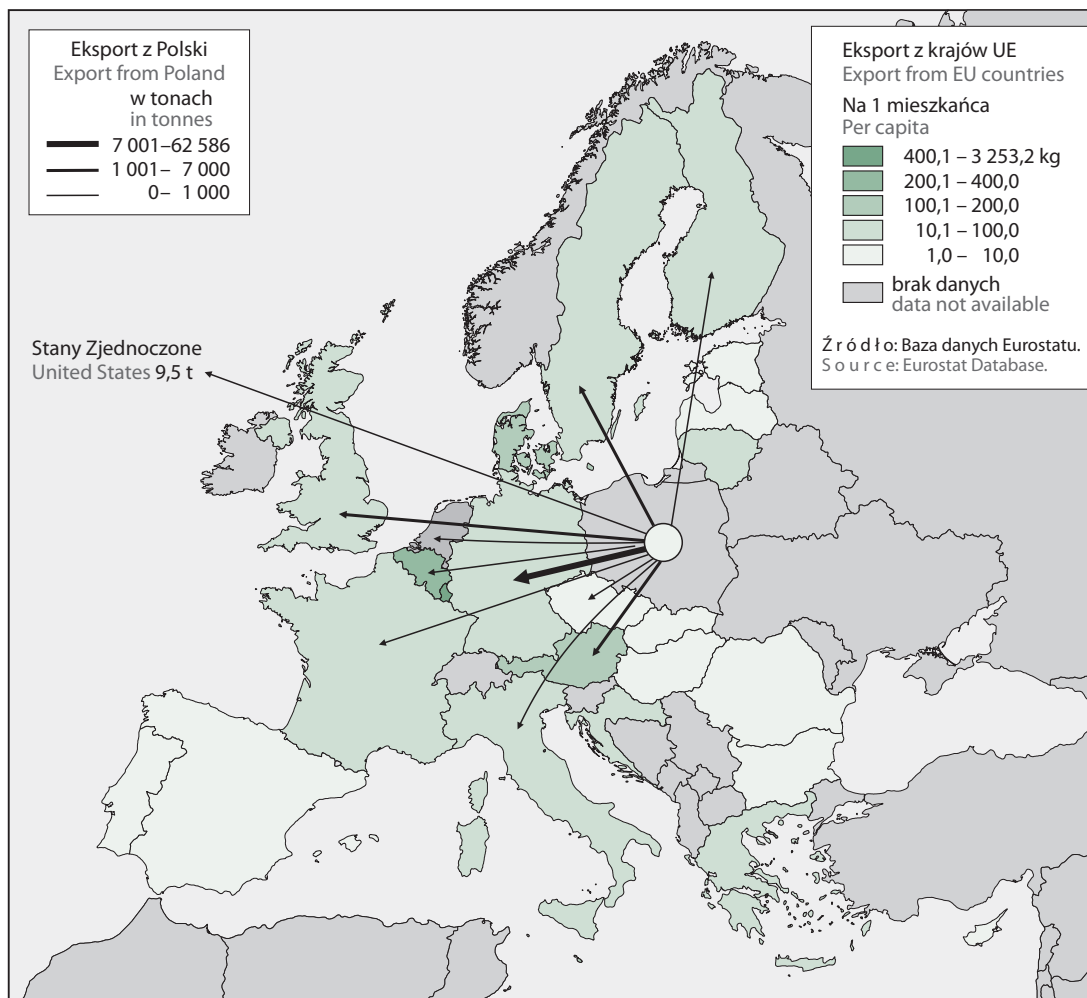 Eksport z Polski
Export from Poland
w tonach
in tonnes
7 001–62 586
1 001– 7 000
0– 1 000
Eksport z krajów UE
Export from EU countries
Na 1 mieszkańca
Per capita
400,1 – 3 253,2 kg
200,1 – 400,0
100,1 – 200,0
10,1 – 100,0
1,0 – 10,0
brak danych
data not available
Ź r ó d ł o: Baza danych Eurostatu.
S o u r c e: Eurostat Database.
Stany Zjednoczone
United States 9,5 t